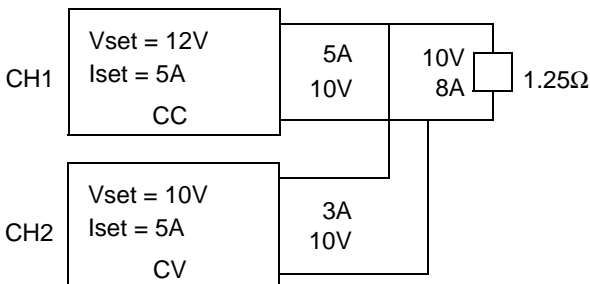 CH1
Vset = 12V
Iset = 5A
CC
5A
10V
10V
8A
1.25Ω
CH2
Vset = 10V
Iset = 5A
CV
3A
10V